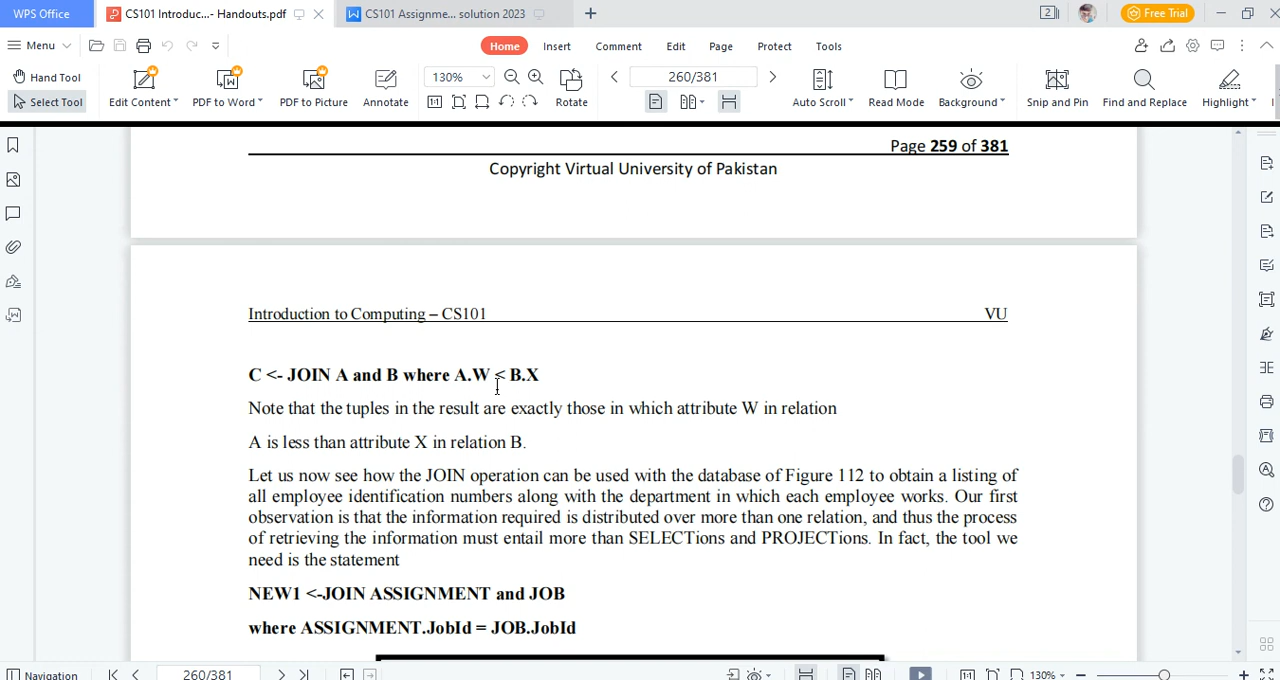 WPS Office
CS101 Introduc...- Handouts.pdf
CS101 Assignme... solution 2023
Free Trial
Menu
Home
Insert
Comment
Edit
Page
Protect
Tools
Hand Tool
Select Tool
Edit Content
PDF to Word
PDF to Picture
Annotate
130%
Rotate
260/381
Auto Scroll
Read Mode
Background
Snip and Pin
Find and Replace
Highlight
Page 259 of 381
Copyright Virtual University of Pakistan
Introduction to Computing – CS101 VU
C <- JOIN A and B where A.W < B.X
Note that the tuples in the result are exactly those in which attribute W in relation
A is less than attribute X in relation B.
Let us now see how the JOIN operation can be used with the database of Figure 112 to obtain a listing of
all employee identification numbers along with the department in which each employee works. Our first
observation is that the information required is distributed over more than one relation, and thus the process
of retrieving the information must entail more than SELECTions and PROJECTions. In fact, the tool we
need is the statement
NEW1 <-JOIN ASSIGNMENT and JOB
where ASSIGNMENT.JobId = JOB.JobId
Navigation
260/381
130%